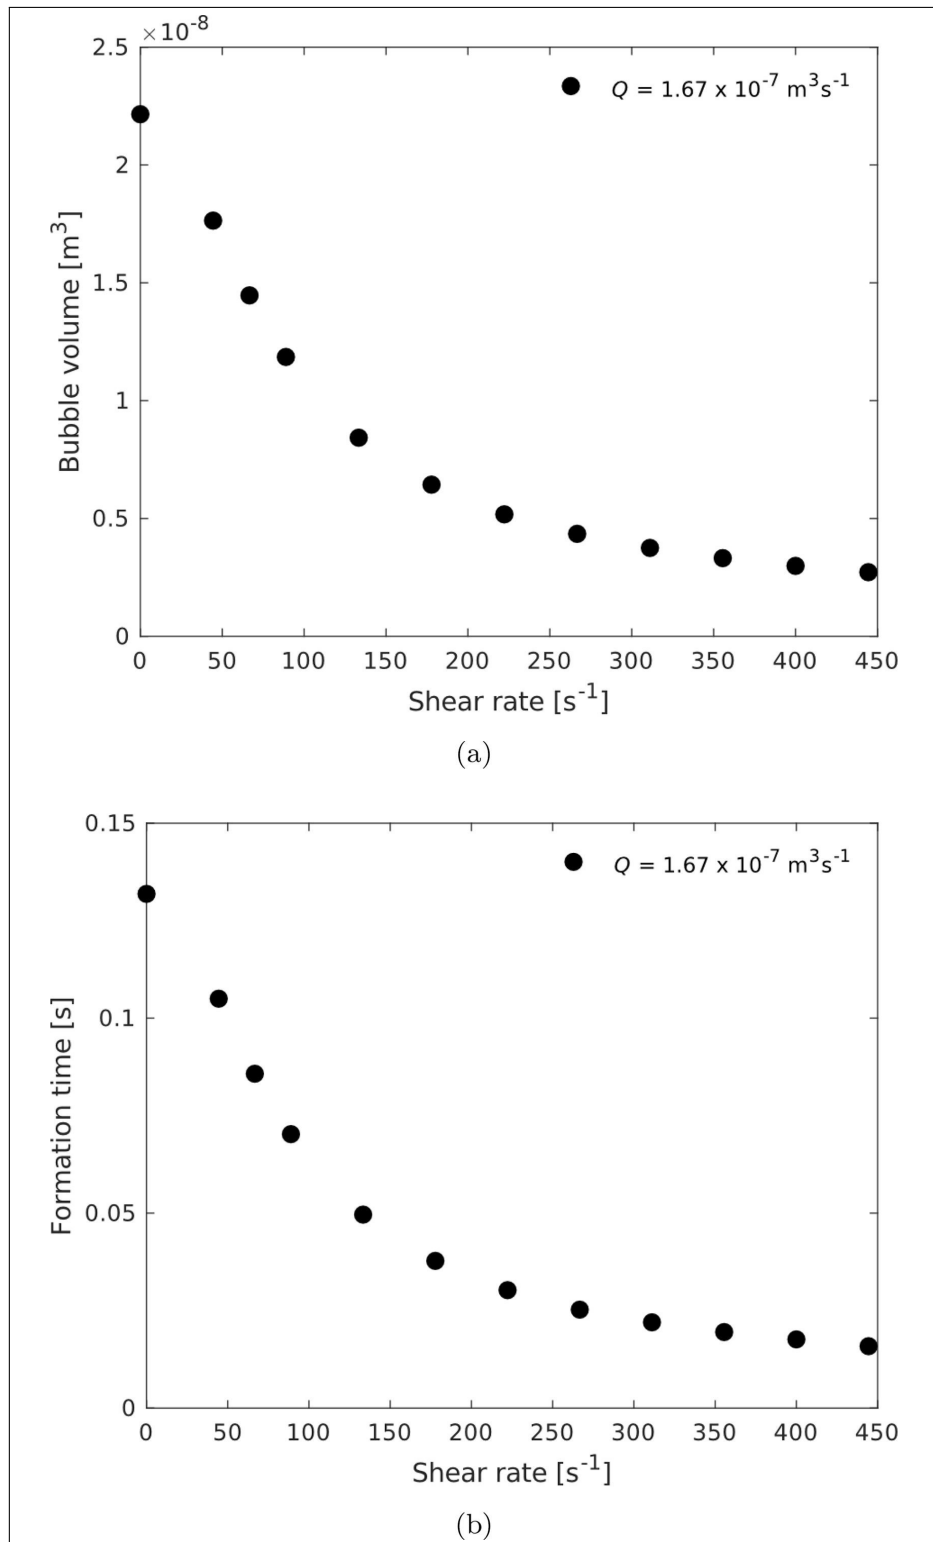 ×10⁻⁸
2.5
Q = 1.67 x 10⁻⁷ m³s⁻¹
2
1.5
1
0.5
0
Bubble volume [m³]
0 50 100 150 200 250 300 350 400 450
Shear rate [s⁻¹]
(a)
0.15
Q = 1.67 x 10⁻⁷ m³s⁻¹
0.1
0.05
0
Formation time [s]
0 50 100 150 200 250 300 350 400 450
Shear rate [s⁻¹]
(b)